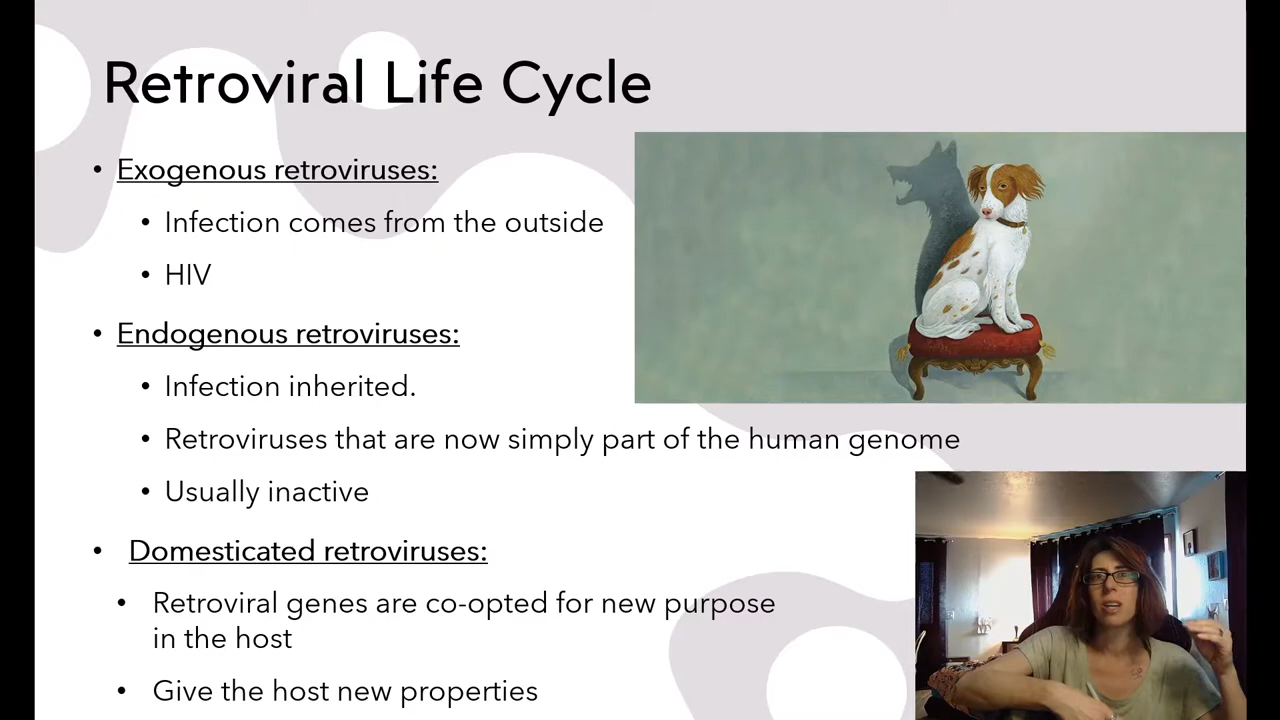 Retroviral Life Cycle
• Exogenous retroviruses:
• Infection comes from the outside
• HIV
• Endogenous retroviruses:
• Infection inherited.
• Retroviruses that are now simply part of the human genome
• Usually inactive
• Domesticated retroviruses:
• Retroviral genes are co-opted for new purpose
in the host
• Give the host new properties